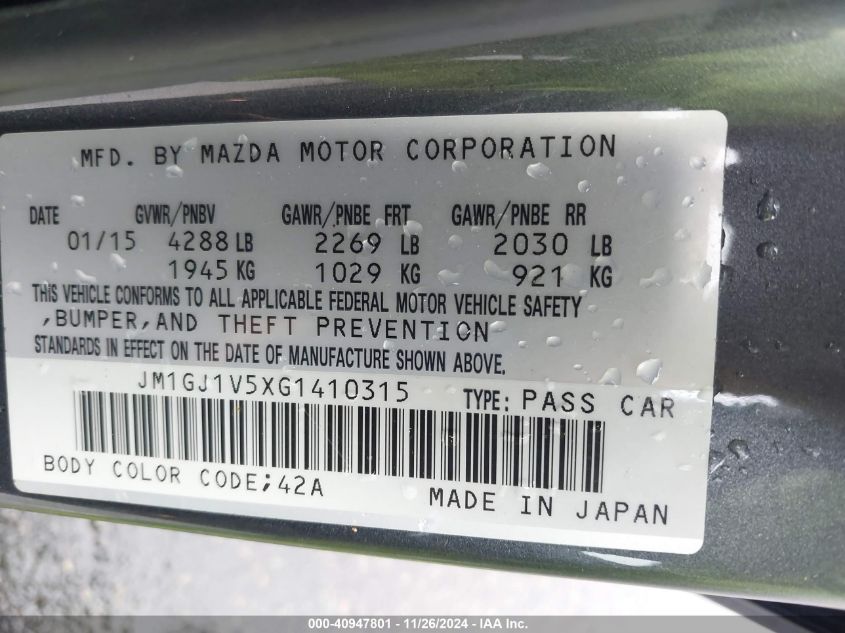 MFD. BY MAZDA MOTOR CORPORATION
DATE GVWR/PNBV GAWR/PNBE FRT GAWR/PNBE RR
01/15 4288 LB 2269 LB 2030 LB
1945 KG 1029 KG 921 KG
THIS VEHICLE CONFORMS TO ALL APPLICABLE FEDERAL MOTOR VEHICLE SAFETY
,BUMPER,AND THEFT PREVENTION
STANDARDS IN EFFECT ON THE DATE OF MANUFACTURE SHOWN ABOVE.
JM1GJ1V5XG1410315 TYPE: PASS CAR
BODY COLOR CODE;42A MADE IN JAPAN
000-40947801 - 11/26/2024 - IAA Inc.